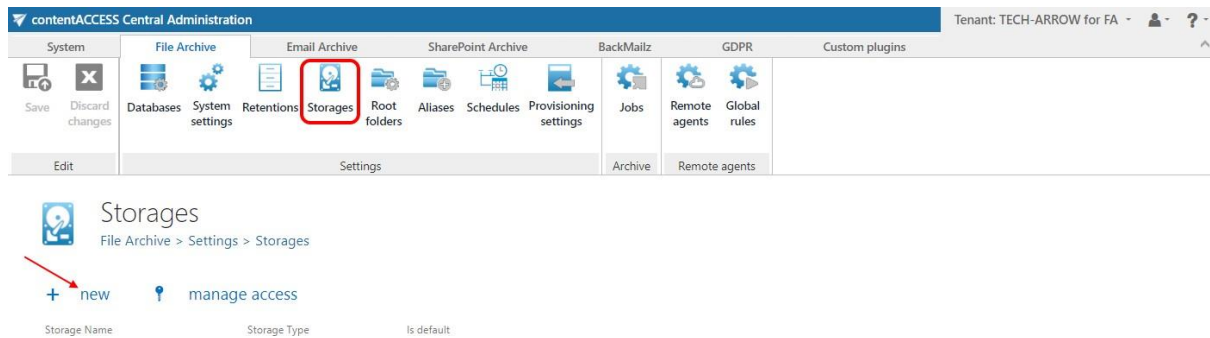 contentACCESS Central Administration
Tenant: TECH-ARROW for FA
?
System File Archive Email Archive SharePoint Archive BackMailz GDPR Custom plugins
Save Discard changes Databases System settings Retentions Storages Root folders Aliases Schedules Provisioning settings Jobs Remote agents Global rules
Edit Settings Archive Remote agents
Storages
File Archive > Settings > Storages
+ new manage access
Storage Name Storage Type Is default